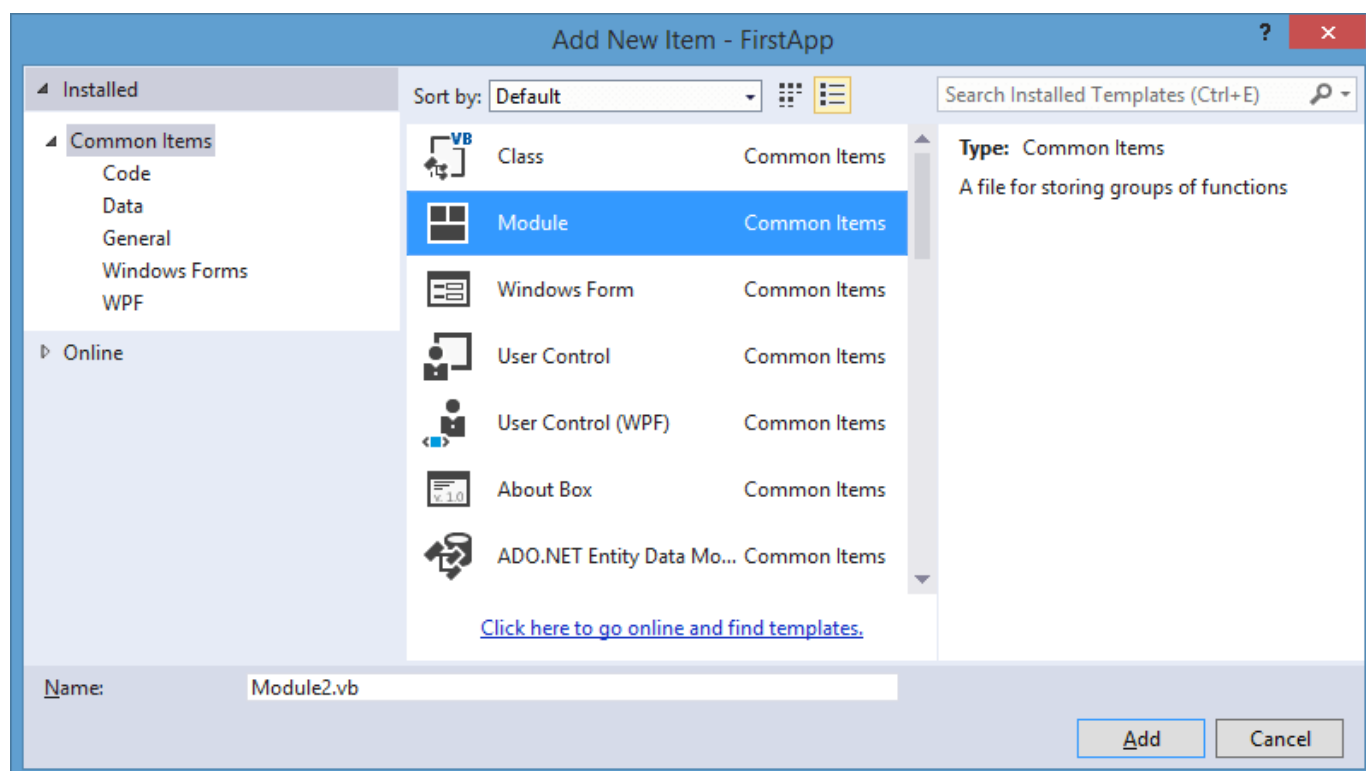 Add New Item - FirstApp
?
Installed
Sort by: Default
Search Installed Templates (Ctrl+E)
Common Items
Code
Data
General
Windows Forms
WPF
Online
VB
Class Common Items
Module Common Items
Windows Form Common Items
User Control Common Items
User Control (WPF) Common Items
v. 1.0
About Box Common Items
ADO.NET Entity Data Mo... Common Items
Click here to go online and find templates.
Type: Common Items
A file for storing groups of functions
Name: Module2.vb
Add Cancel